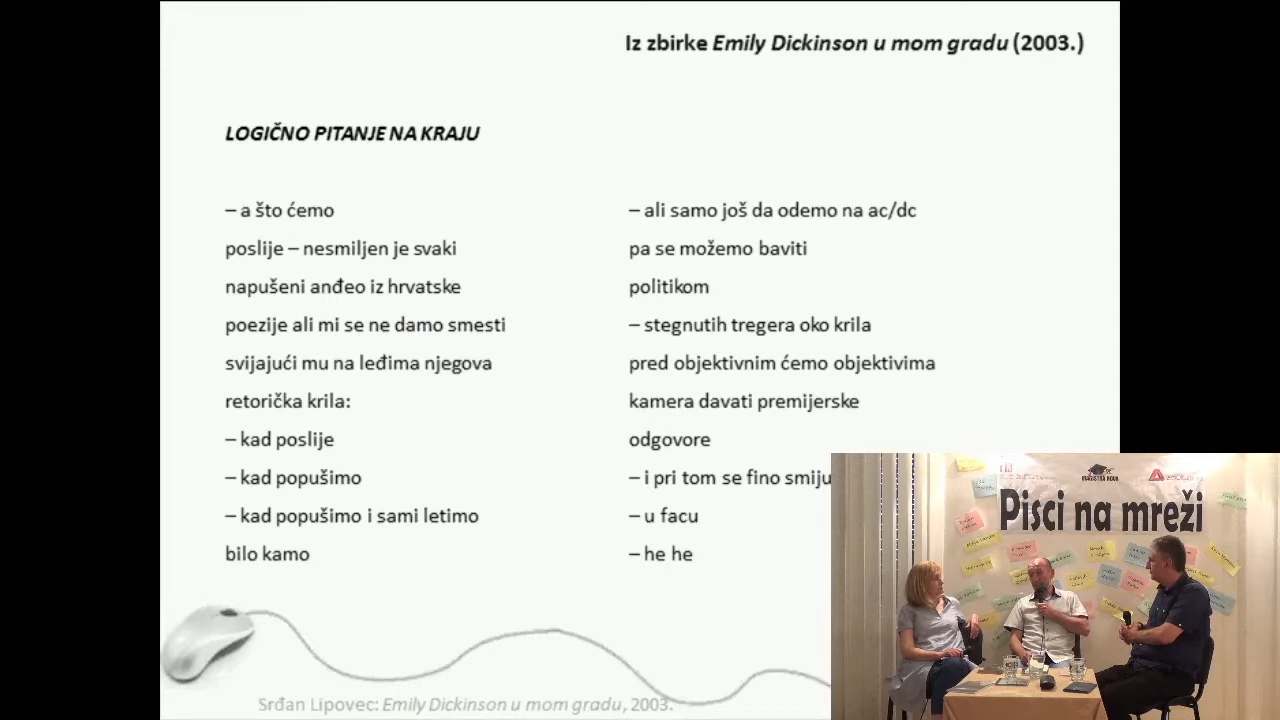 Iz zbirke Emily Dickinson u mom gradu (2003.)
LOGIČNO PITANJE NA KRAJU
– a što ćemo
poslije – nesmiljen je svaki
napušeni anđeo iz hrvatske
poezije ali mi se ne damo smesti
svijajući mu na leđima njegova
retorička krila:
– kad poslije
– kad popušimo
– kad popušimo i sami letimo
bilo kamo
– ali samo još da odemo na ac/dc
pa se možemo baviti
politikom
– stegnutih tregera oko krila
pred objektivnim ćemo objektivima
kamera davati premijerske
odgovore
– i pri tom se fino smiju
– u facu
– he he
Srđan Lipovec: Emily Dickinson u mom gradu, 2003.
MAGISTRA NOVA
Pisci na mreži